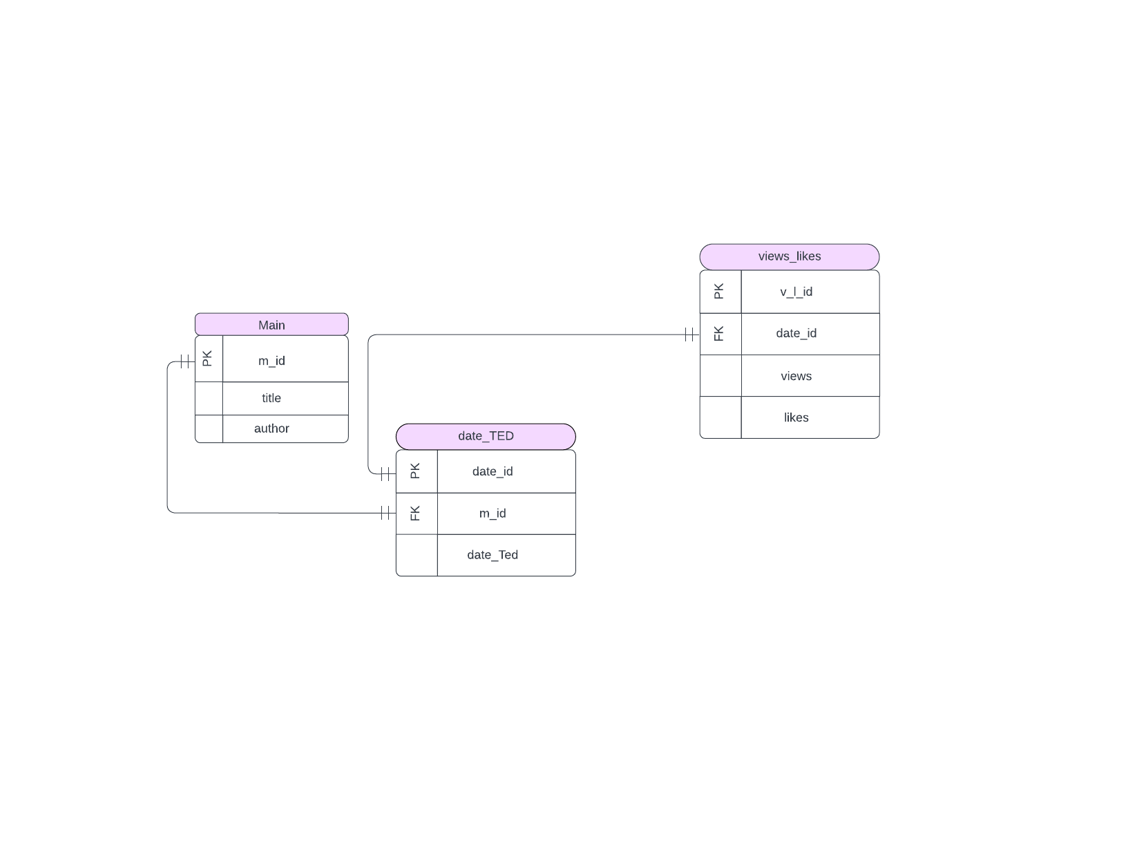 Main
PK
m_id
title
author
date_TED
PK
date_id
FK
m_id
date_Ted
views_likes
PK
v_l_id
FK
date_id
views
likes